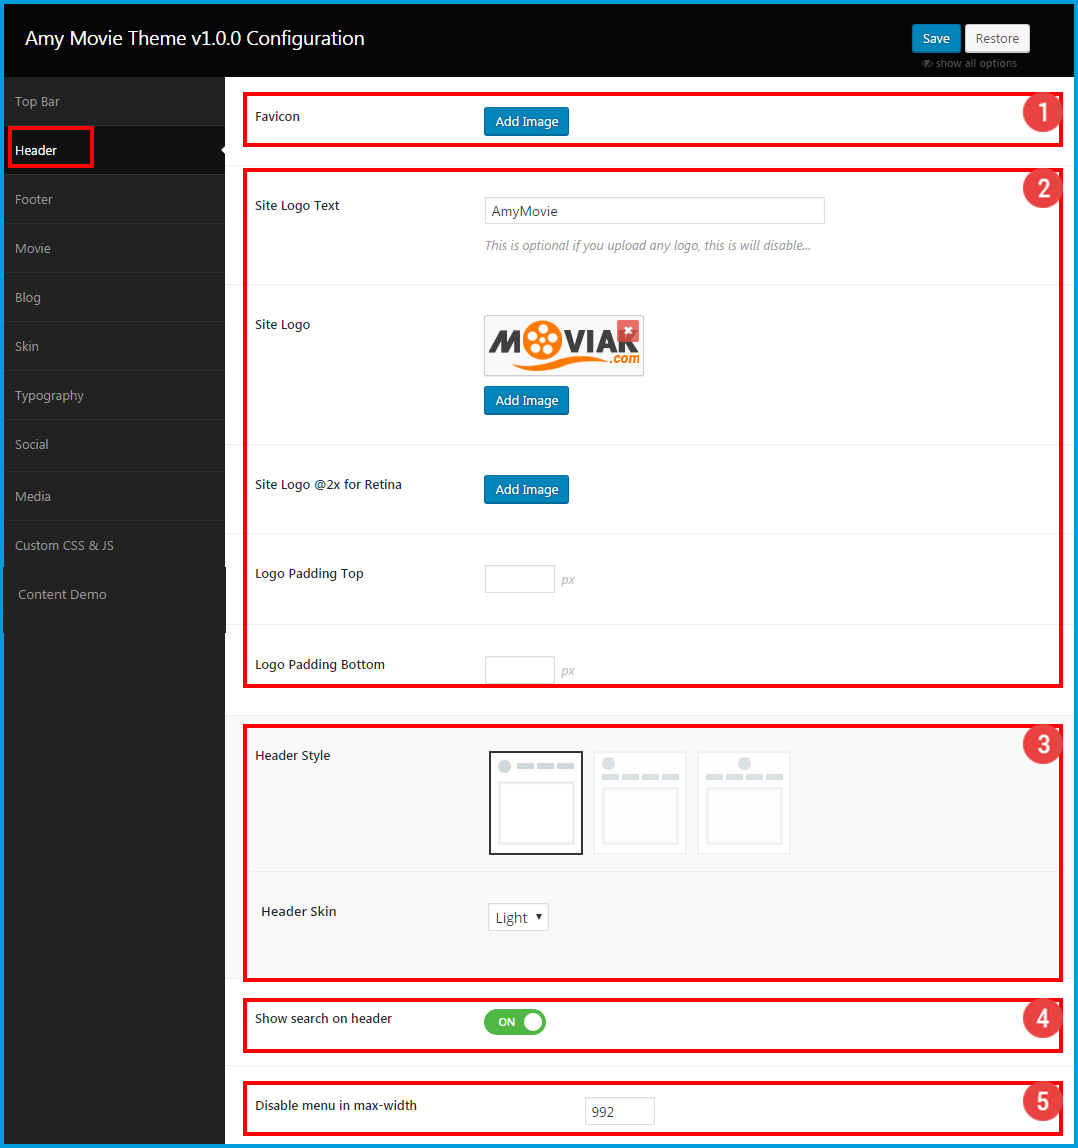 Amy Movie Theme v1.0.0 Configuration
Save
Restore
show all options
Top Bar
Header
Footer
Movie
Blog
Skin
Typography
Social
Media
Custom CSS & JS
Content Demo
Favicon
Add Image
1
2
Site Logo Text
AmyMovie
This is optional if you upload any logo, this is will disable...
Site Logo
MOVIAR
.com
Add Image
Site Logo @2x for Retina
Add Image
Logo Padding Top
px
Logo Padding Bottom
px
3
Header Style
Header Skin
Light
Show search on header
ON
4
Disable menu in max-width
992
5